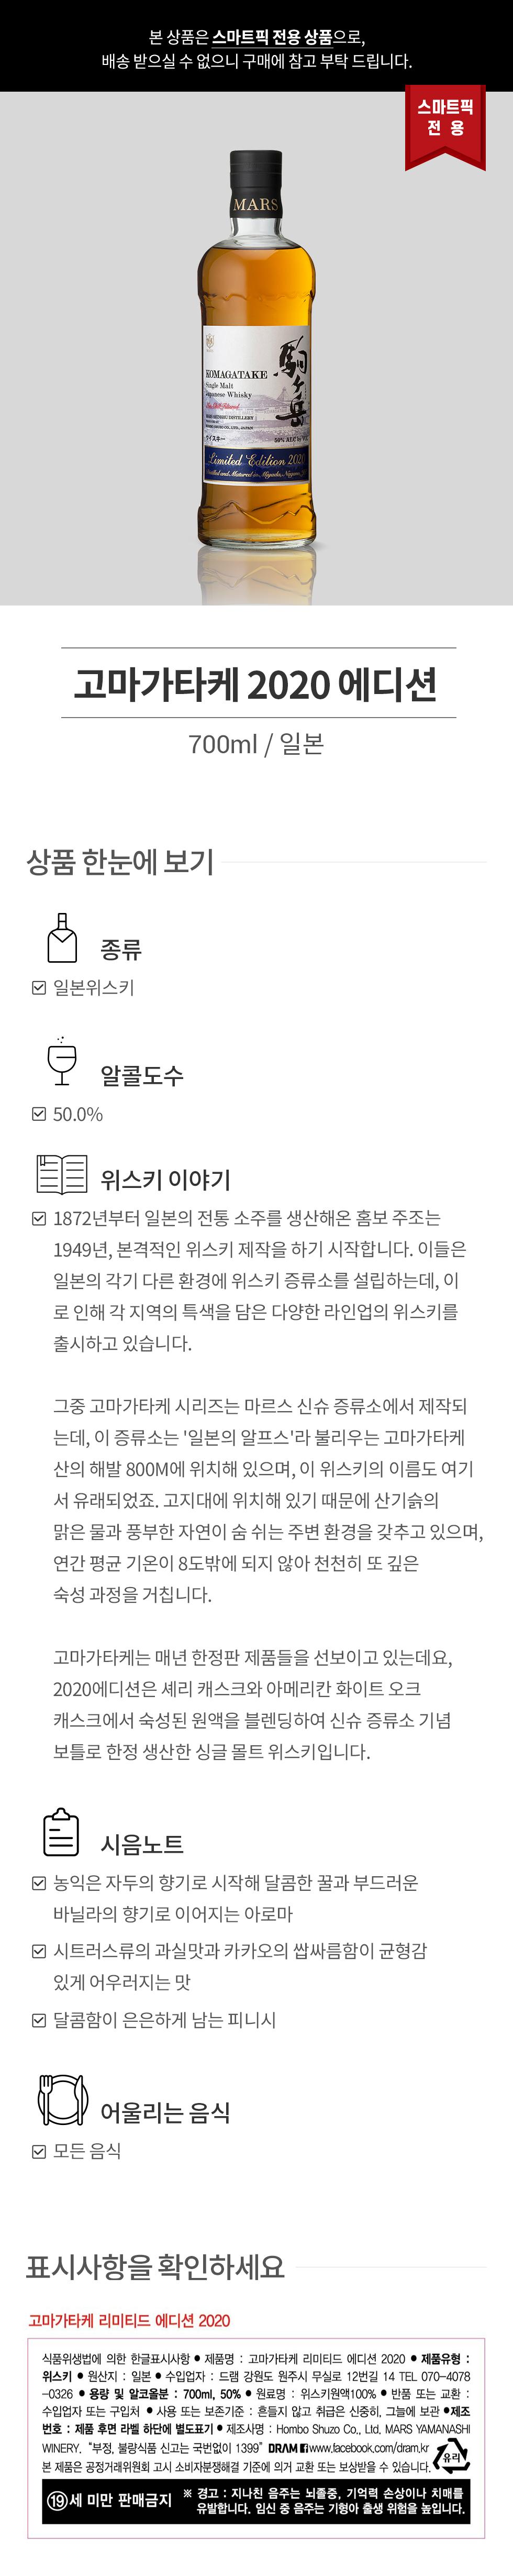 본 상품은 스마트픽 전용 상품으로,
배송 받으실 수 없으니 구매에 참고 부탁 드립니다.
스마트픽
전 용
MARS
KOMAGATAKE
Single Malt
Japanese Whisky
駒ヶ岳
ウイスキー
50% ALC
Limited Edition 2020
고마가타케 2020 에디션
700ml / 일본
상품 한눈에 보기
종류
일본위스키
알콜도수
50.0%
위스키 이야기
1872년부터 일본의 전통 소주를 생산해온 홈보 주조는
1949년, 본격적인 위스키 제작을 하기 시작합니다. 이들은
일본의 각기 다른 환경에 위스키 증류소를 설립하는데, 이
로 인해 각 지역의 특색을 담은 다양한 라인업의 위스키를
출시하고 있습니다.
그중 고마가타케 시리즈는 마르스 신슈 증류소에서 제작되
는데, 이 증류소는 '일본의 알프스'라 불리우는 고마가타케
산의 해발 800M에 위치해 있으며, 이 위스키의 이름도 여기
서 유래되었죠. 고지대에 위치해 있기 때문에 산기슭의
맑은 물과 풍부한 자연이 숨 쉬는 주변 환경을 갖추고 있으며,
연간 평균 기온이 8도밖에 되지 않아 천천히 또 깊은
숙성 과정을 거칩니다.
고마가타케는 매년 한정판 제품들을 선보이고 있는데요,
2020에디션은 셰리 캐스크와 아메리칸 화이트 오크
캐스크에서 숙성된 원액을 블렌딩하여 신슈 증류소 기념
보틀로 한정 생산한 싱글 몰트 위스키입니다.
시음노트
농익은 자두의 향기로 시작해 달콤한 꿀과 부드러운
바닐라의 향기로 이어지는 아로마
시트러스류의 과실맛과 카카오의 쌉싸름함이 균형감
있게 어우러지는 맛
달콤함이 은은하게 남는 피니시
어울리는 음식
모든 음식
표시사항을 확인하세요
고마가타케 리미티드 에디션 2020
식품위생법에 의한 한글표시사항 ● 제품명 : 고마가타케 리미티드 에디션 2020 ● 제품유형 :
위스키 ● 원산지 : 일본 ● 수입업자 : 드램 강원도 원주시 무실로 12번길 14 TEL 070-4078
-0326 ● 용량 및 알코올분 : 700ml, 50% ● 원료명 : 위스키원액100% ● 반품 또는 교환 :
수입업자 또는 구입처 ● 사용 또는 보존기준 : 흔들지 않고 취급은 신중히, 그늘에 보관 ●제조
번호 : 제품 후면 라벨 하단에 별도표기 ● 제조사명 : Hombo Shuzo Co., Ltd, MARS YAMANASHI
WINERY. “부정, 불량식품 신고는 국번없이 1399” DRAM www.facebook.com/dram.kr
본 제품은 공정거래위원회 고시 소비자분쟁해결 기준에 의거 교환 또는 보상받을 수 있습니다.
유리
19세 미만 판매금지
※ 경고 : 지나친 음주는 뇌졸중, 기억력 손상이나 치매를
유발합니다. 임신 중 음주는 기형아 출생 위험을 높입니다.